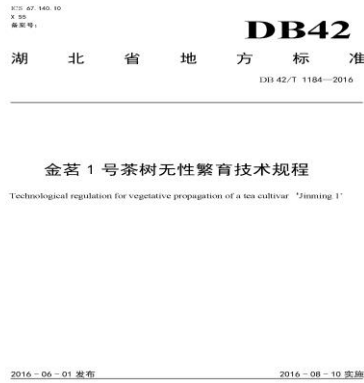 ICS 67.140.10
X 55
备案号：
DB42
湖北省地方标准
DB 42/T 1184—2016
金茗 1 号茶树无性繁育技术规程
Technological regulation for vegetative propagation of a tea cultivar ‘Jinming 1’
2016 - 06 - 01 发布
2016 - 08 - 10 实施